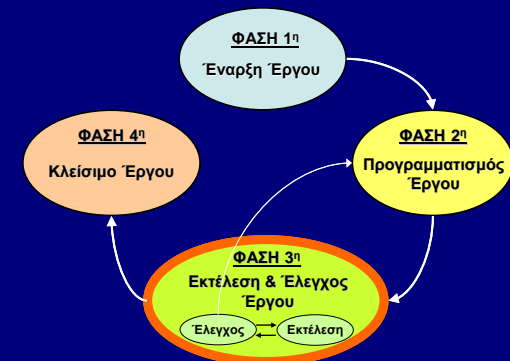 ΦΑΣΗ 1η
Έναρξη Έργου
ΦΑΣΗ 4η
Κλείσιμο Έργου
ΦΑΣΗ 2η
Προγραμματισμός
Έργου
ΦΑΣΗ 3η
Εκτέλεση & Έλεγχος
Έργου
Έλεγχος
Εκτέλεση